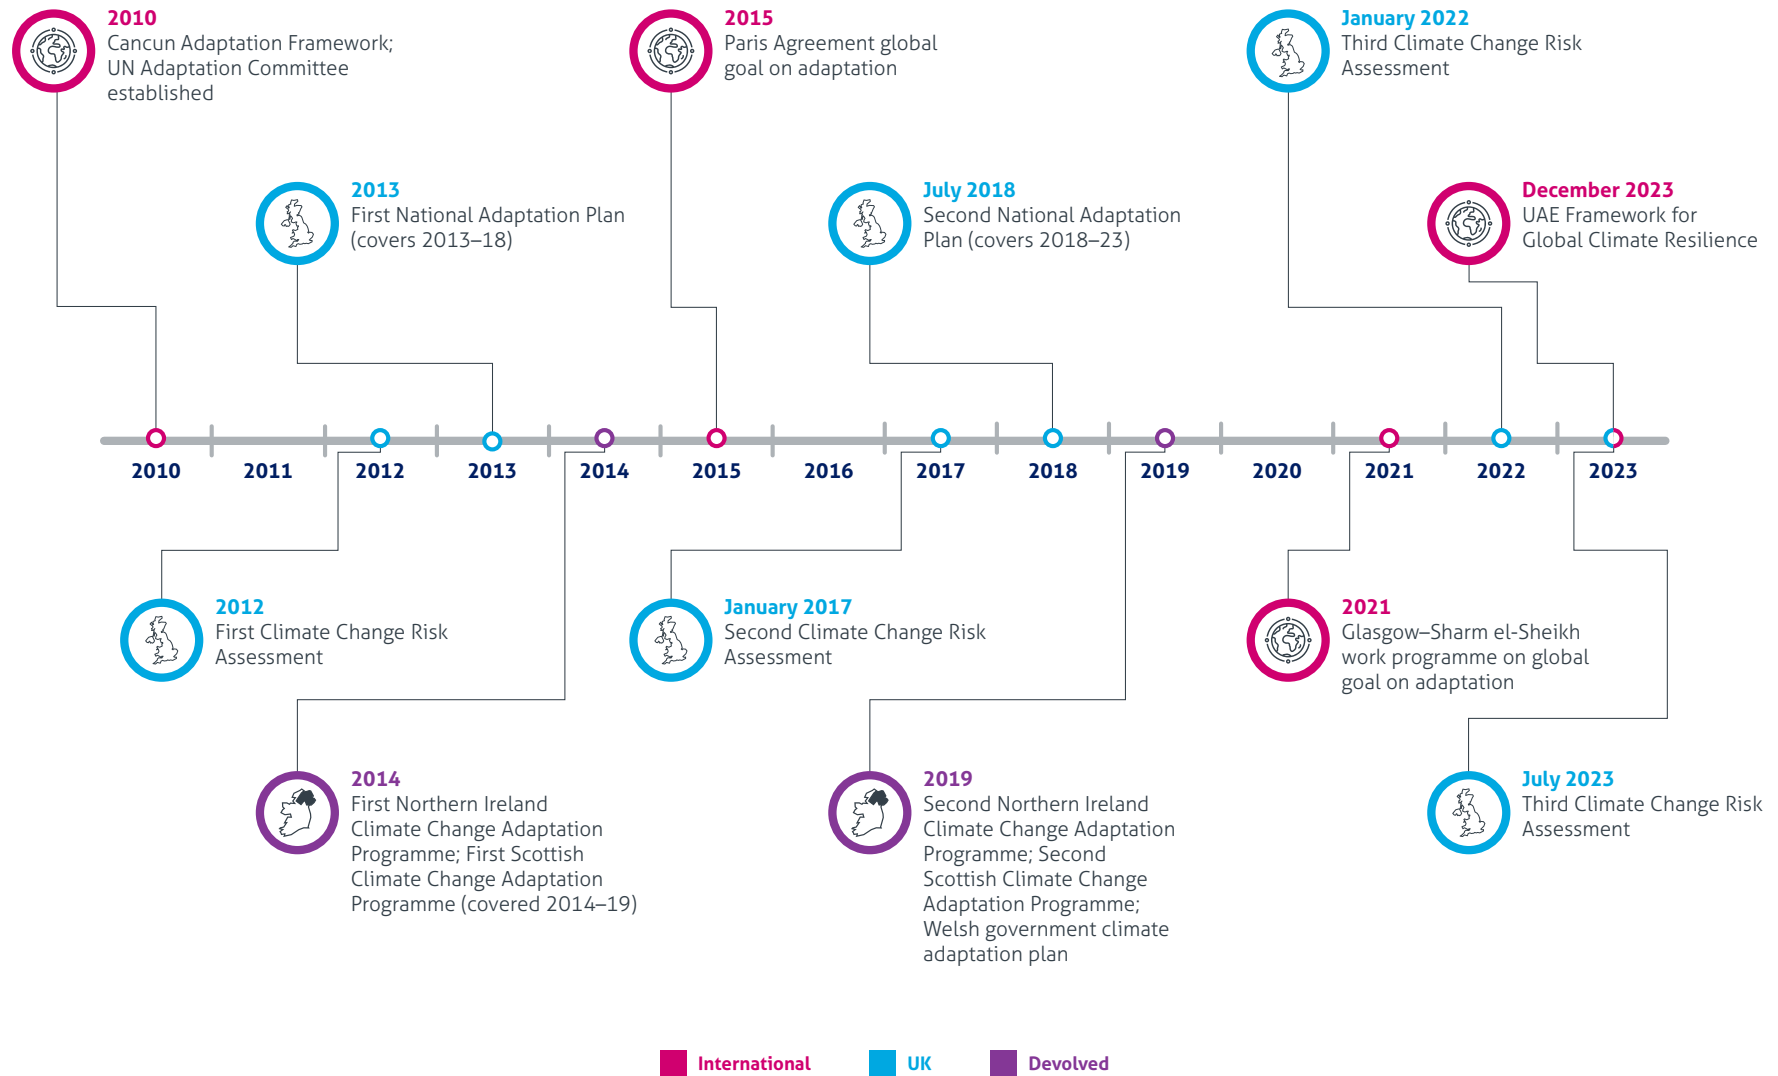 2010
Cancun Adaptation Framework;
UN Adaptation Committee
established
2015
Paris Agreement global
goal on adaptation
January 2022
Third Climate Change Risk
Assessment
2013
First National Adaptation Plan
(covers 2013–18)
July 2018
Second National Adaptation
Plan (covers 2018–23)
December 2023
UAE Framework for
Global Climate Resilience
2010 2011 2012 2013 2014 2015 2016 2017 2018 2019 2020 2021 2022 2023
2012
First Climate Change Risk
Assessment
January 2017
Second Climate Change Risk
Assessment
2021
Glasgow–Sharm el-Sheikh
work programme on global
goal on adaptation
2014
First Northern Ireland
Climate Change Adaptation
Programme; First Scottish
Climate Change Adaptation
Programme (covered 2014–19)
2019
Second Northern Ireland
Climate Change Adaptation
Programme; Second
Scottish Climate Change
Adaptation Programme;
Welsh government climate
adaptation plan
July 2023
Third Climate Change Risk
Assessment
International UK Devolved